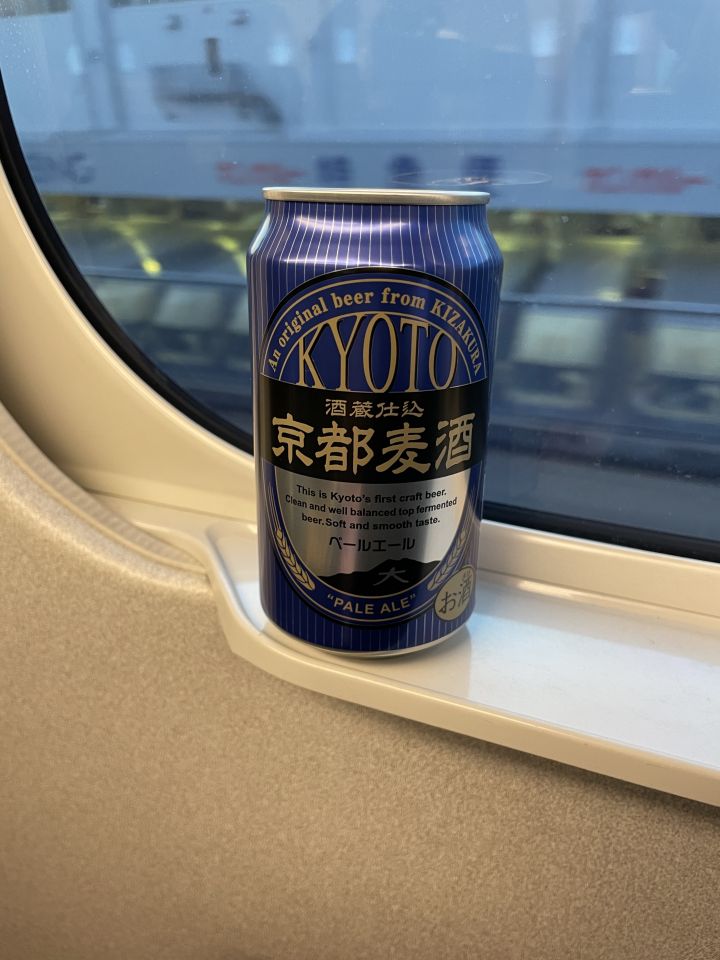 An original beer from KIZAKURA
KYOTO
酒蔵仕込
京都麦酒
This is Kyoto's first craft beer.
Clean and well balanced top fermented
beer.Soft and smooth taste.
ペールエール
大
"PALE ALE"
お酒